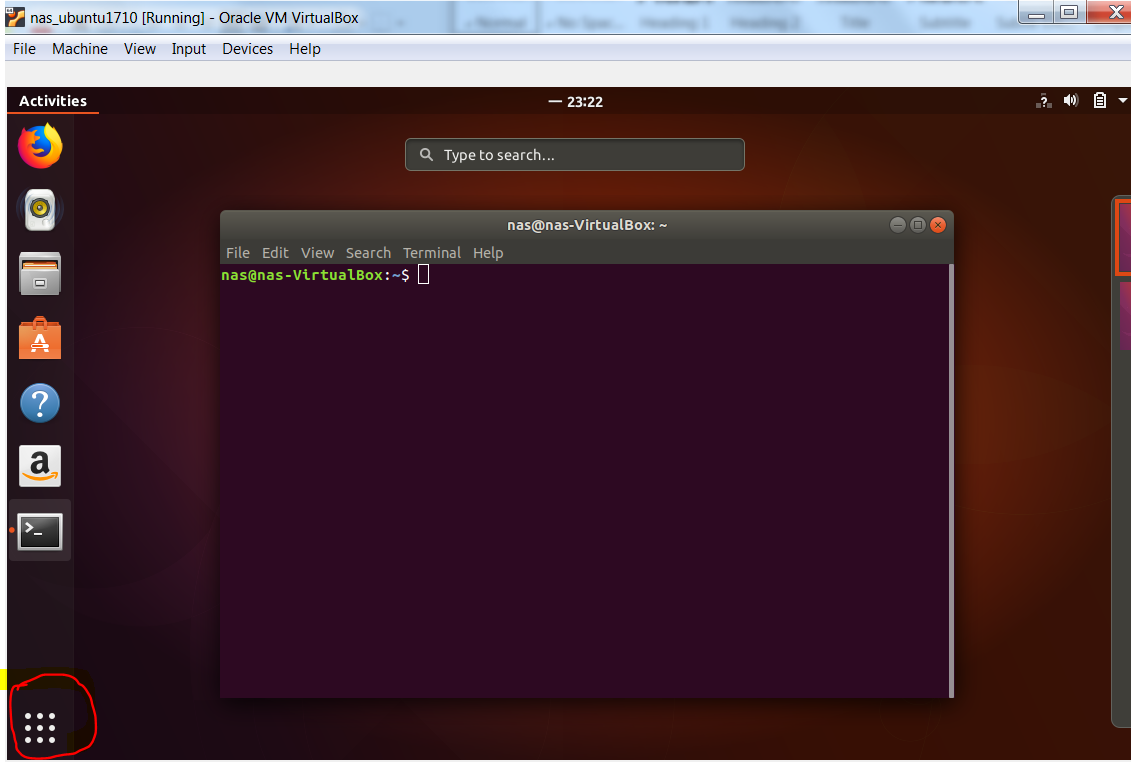 nas_ubuntu1710 [Running] - Oracle VM VirtualBox
File Machine View Input Devices Help
Activities
— 23:22
?
Type to search...
nas@nas-VirtualBox: ~
File Edit View Search Terminal Help
nas@nas-VirtualBox:~$